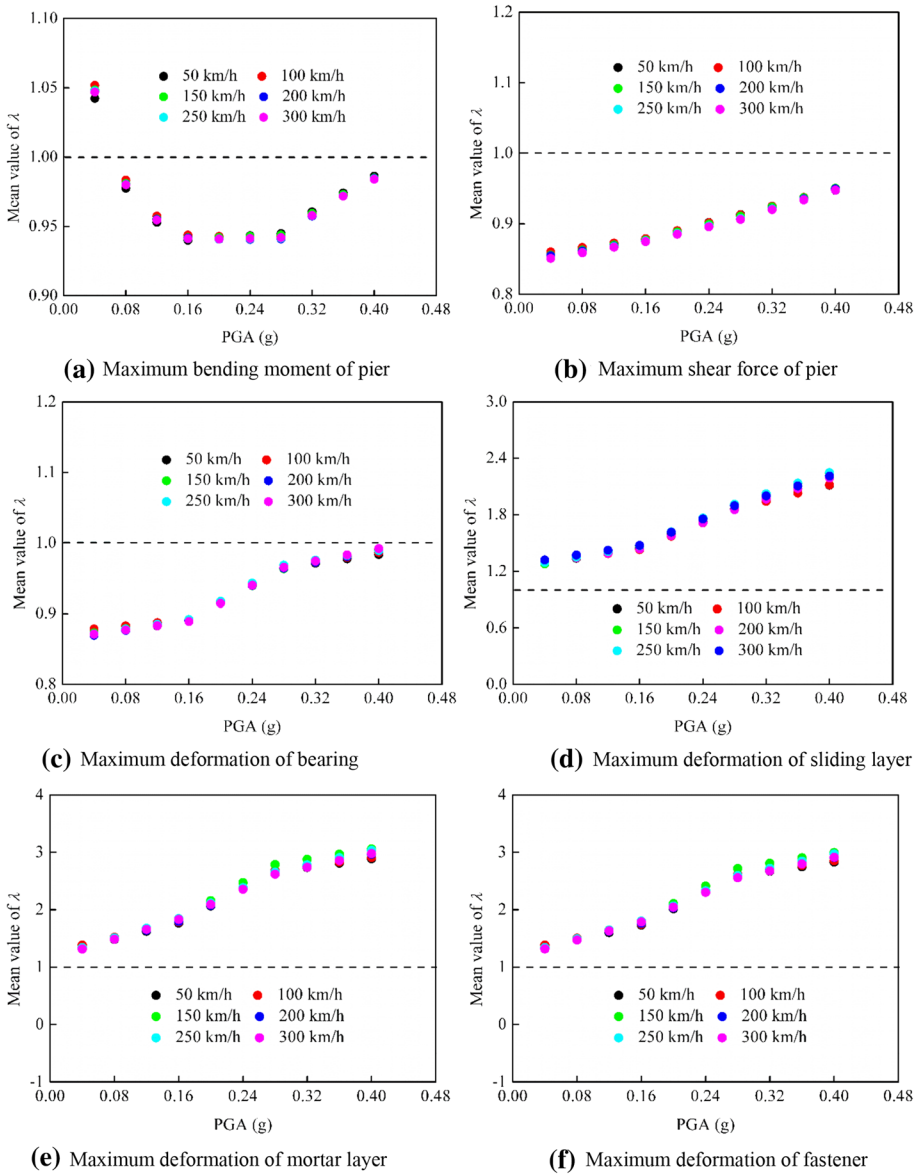 1.10
1.05
1.00
0.95
0.90
Mean value of λ
50 km/h 100 km/h
150 km/h 200 km/h
250 km/h 300 km/h
0.00 0.08 0.16 0.24 0.32 0.40 0.48
PGA (g)
(a) Maximum bending moment of pier
1.2
1.1
1.0
0.9
0.8
Mean value of λ
50 km/h 100 km/h
150 km/h 200 km/h
250 km/h 300 km/h
0.00 0.08 0.16 0.24 0.32 0.40 0.48
PGA (g)
(b) Maximum shear force of pier
1.2
1.1
1.0
0.9
0.8
Mean value of λ
50 km/h 100 km/h
150 km/h 200 km/h
250 km/h 300 km/h
0.00 0.08 0.16 0.24 0.32 0.40 0.48
PGA (g)
(c) Maximum deformation of bearing
3.0
2.4
1.8
1.2
0.6
0.0
Mean value of λ
50 km/h 100 km/h
150 km/h 200 km/h
250 km/h 300 km/h
0.00 0.08 0.16 0.24 0.32 0.40 0.48
PGA (g)
(d) Maximum deformation of sliding layer
4
3
2
1
0
-1
Mean value of λ
50 km/h 100 km/h
150 km/h 200 km/h
250 km/h 300 km/h
0.00 0.08 0.16 0.24 0.32 0.40 0.48
PGA (g)
(e) Maximum deformation of mortar layer
4
3
2
1
0
-1
Mean value of λ
50 km/h 100 km/h
150 km/h 200 km/h
250 km/h 300 km/h
0.00 0.08 0.16 0.24 0.32 0.40 0.48
PGA (g)
(f) Maximum deformation of fastener